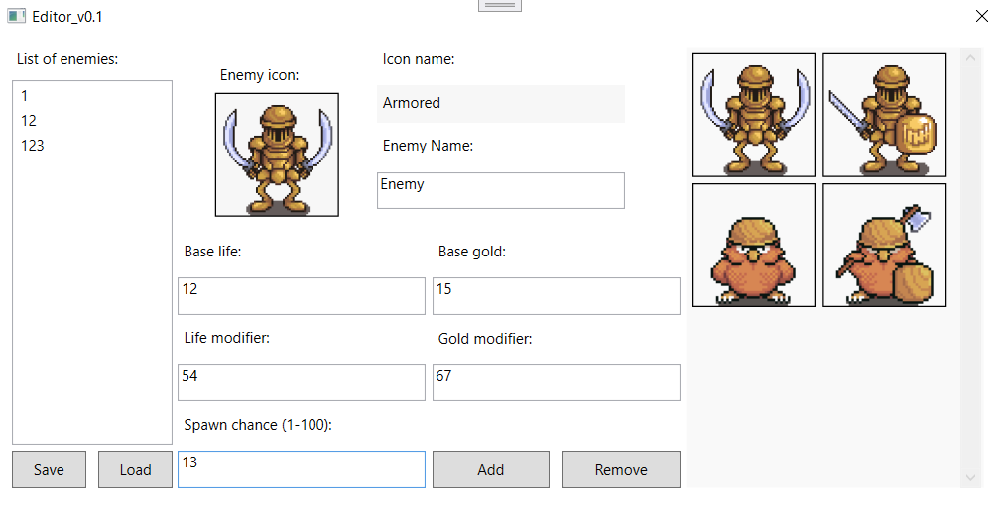 Editor_v0.1
List of enemies:
1
12
123
Enemy icon:
Icon name:
Armored
Enemy Name:
Enemy
Base life:
Base gold:
12
15
Life modifier:
Gold modifier:
54
67
Spawn chance (1-100):
13
Save
Load
Add
Remove